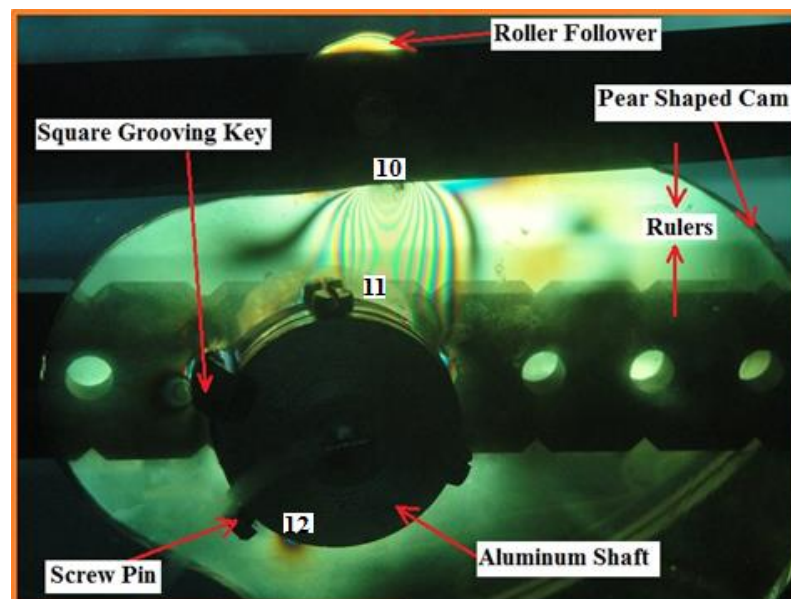 Roller Follower
Pear Shaped Cam
Square Grooving Key
10
Rulers
11
12
Screw Pin
Aluminum Shaft